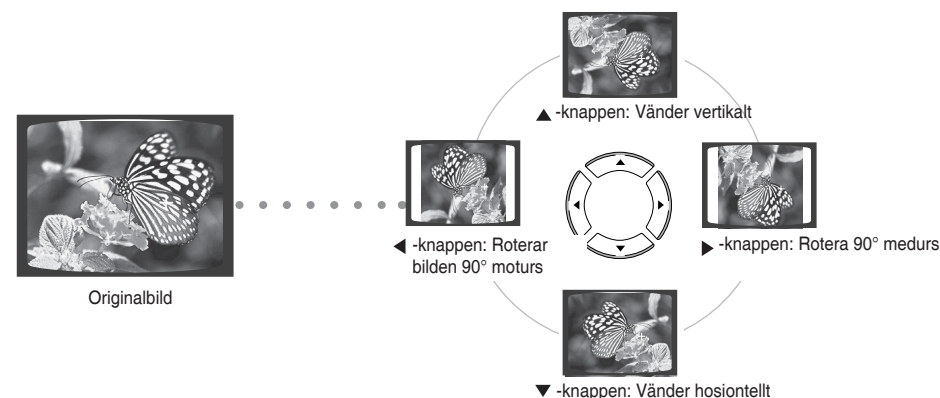 ▲ -knappen: Vänder vertikalt
◀ -knappen: Roterar
bilden 90° moturs
▶ -knappen: Rotera 90° medurs
Originalbild
▼ -knappen: Vänder hosiontellt